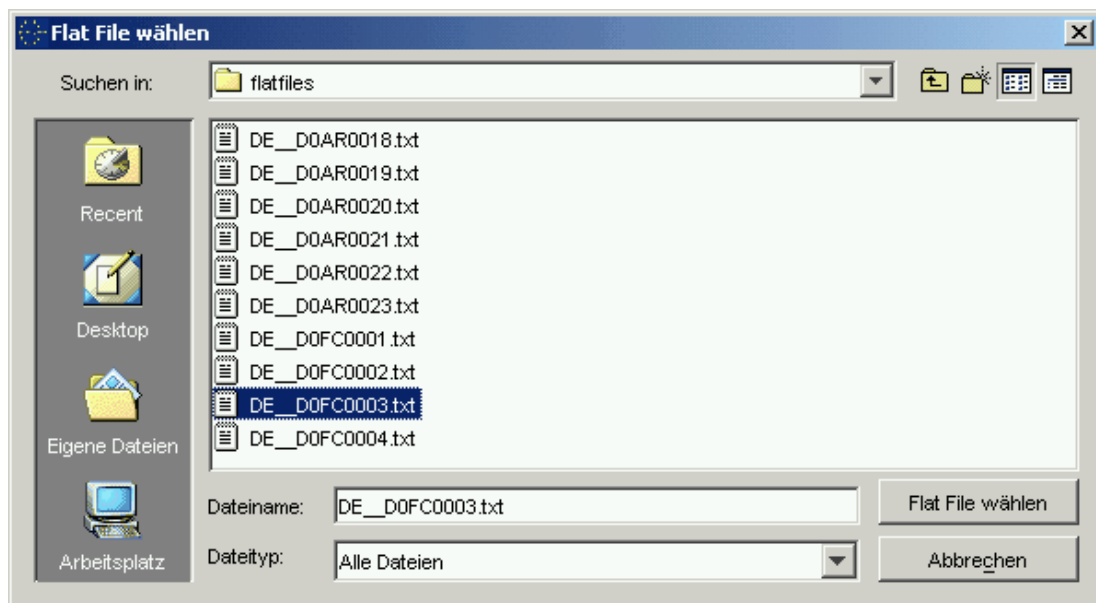 Flat File wählen
Suchen in: flatfiles
DE__D0AR0018.txt
DE__D0AR0019.txt
DE__D0AR0020.txt
DE__D0AR0021.txt
DE__D0AR0022.txt
DE__D0AR0023.txt
DE__D0FC0001.txt
DE__D0FC0002.txt
DE__D0FC0003.txt
DE__D0FC0004.txt
Recent
Desktop
Eigene Dateien
Arbeitsplatz
Dateiname: DE__D0FC0003.txt Flat File wählen
Dateityp: Alle Dateien Abbrechen